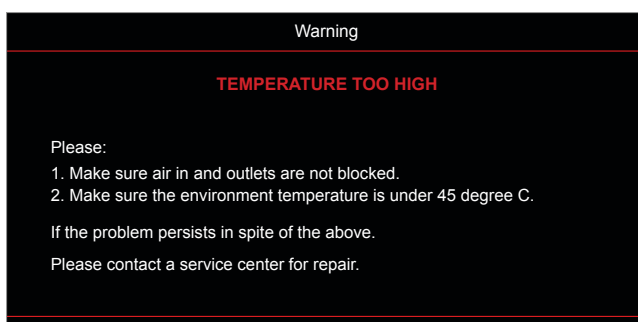 Warning
TEMPERATURE TOO HIGH
Please:
1. Make sure air in and outlets are not blocked.
2. Make sure the environment temperature is under 45 degree C.
If the problem persists in spite of the above.
Please contact a service center for repair.